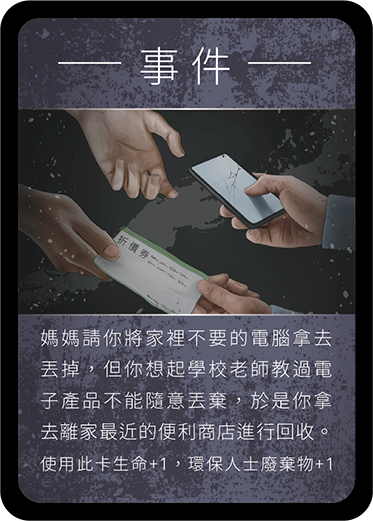 事件
折價券
媽媽請你將家裡不要的電腦拿去
丟掉，但你想起學校老師教過電
子產品不能隨意丟棄，於是你拿
去離家最近的便利商店進行回收。
使用此卡生命+1，環保人士廢棄物+1